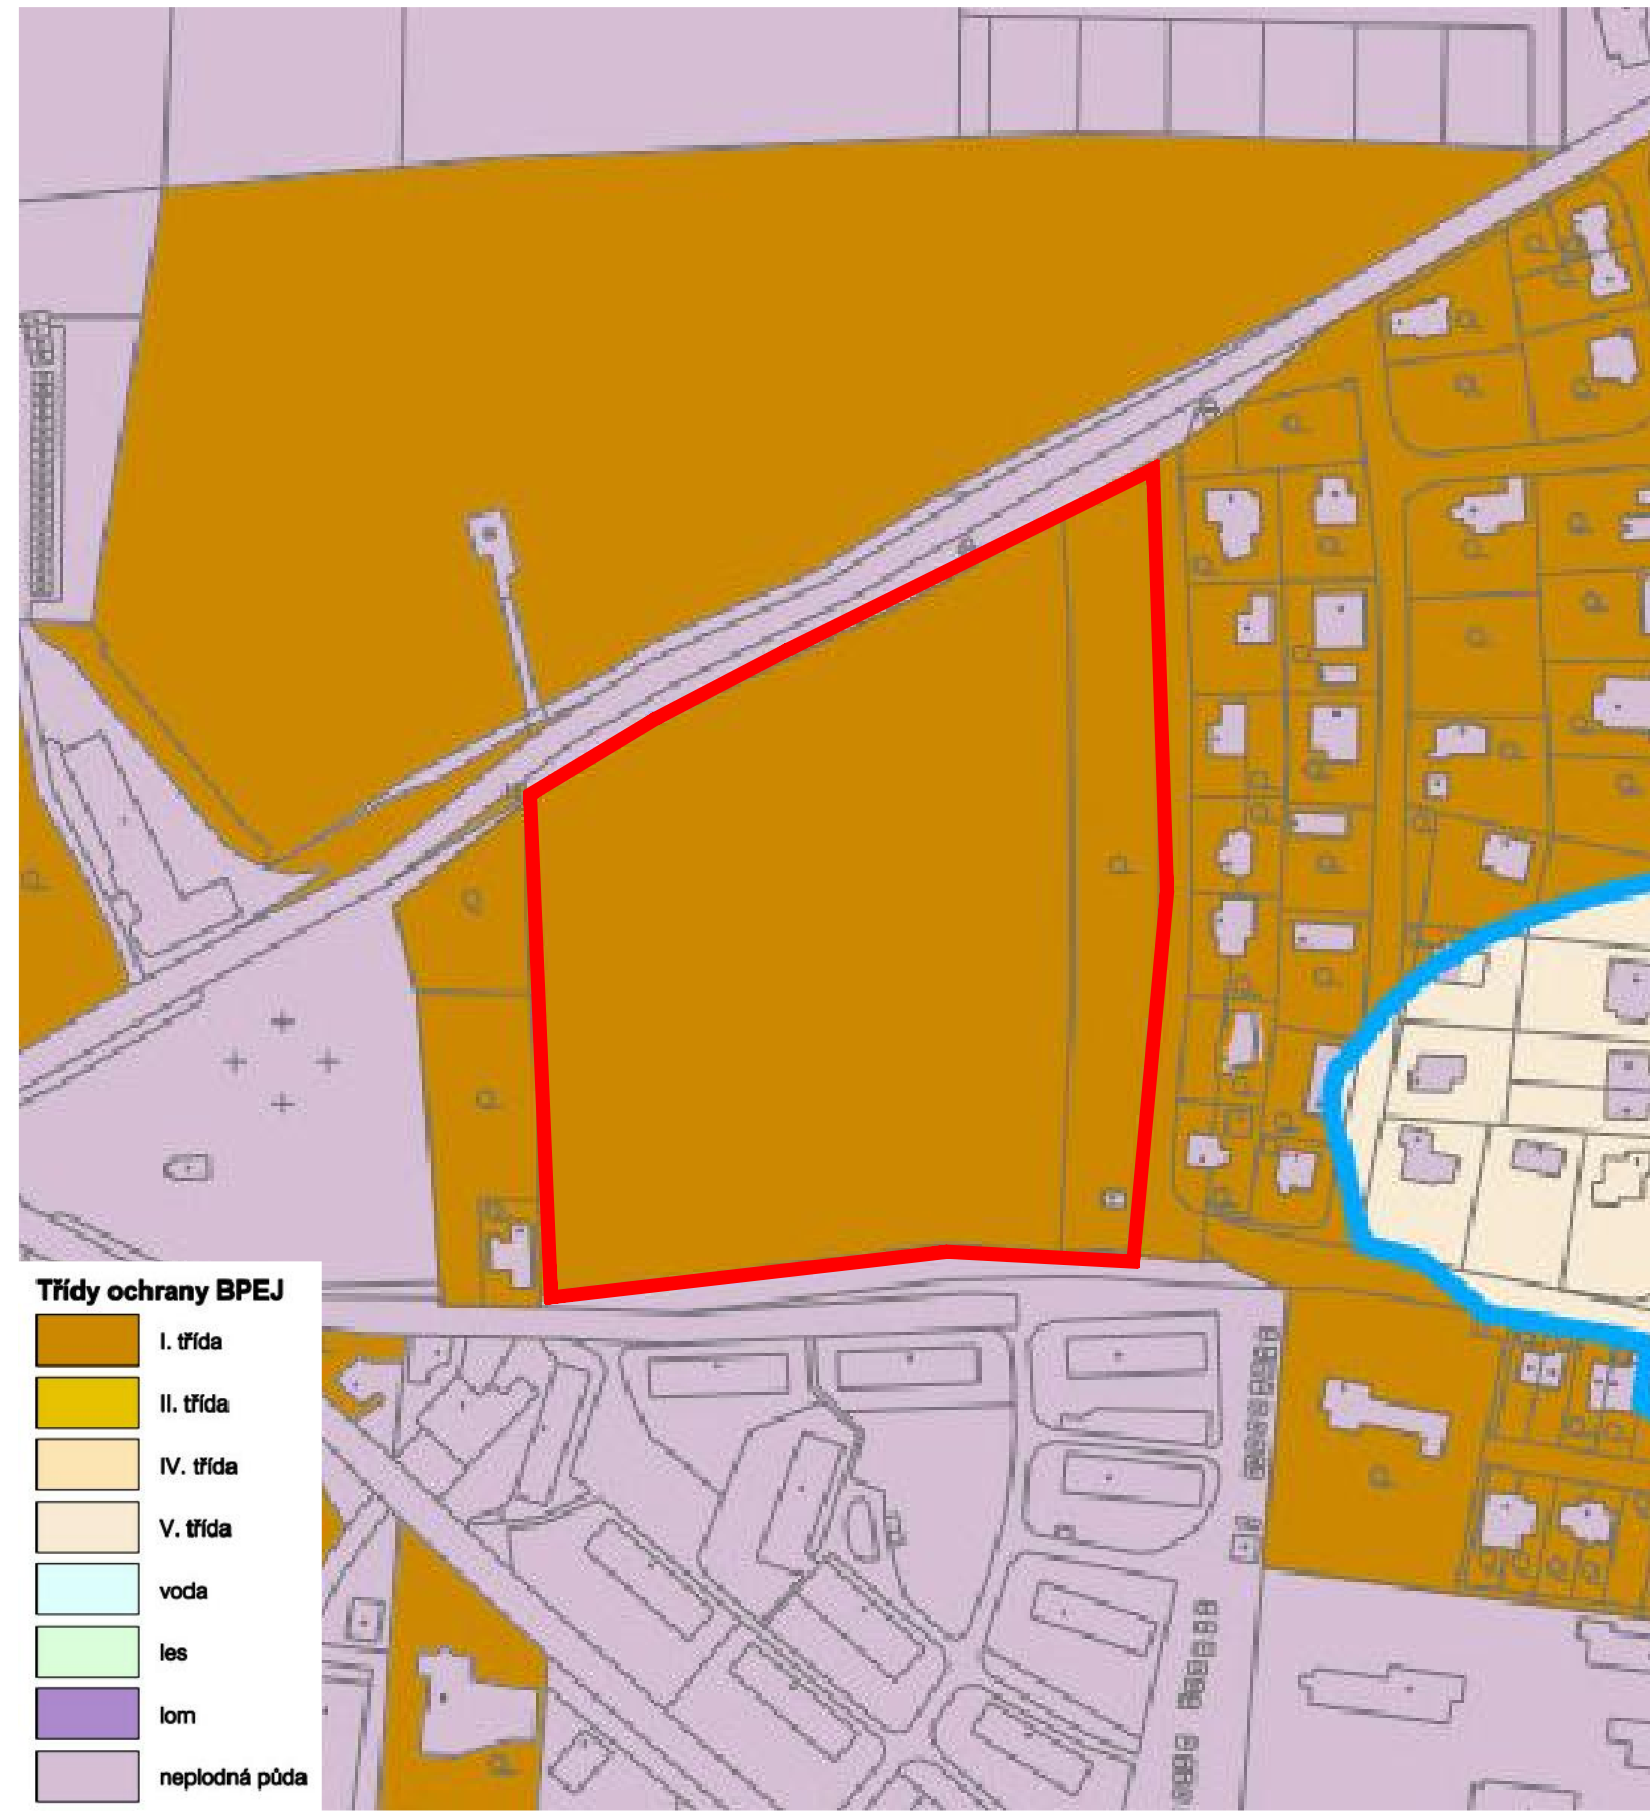 Třídy ochrany BPEJ
I. třída
II. třída
IV. třída
V. třída
voda
les
lom
neplodná půda